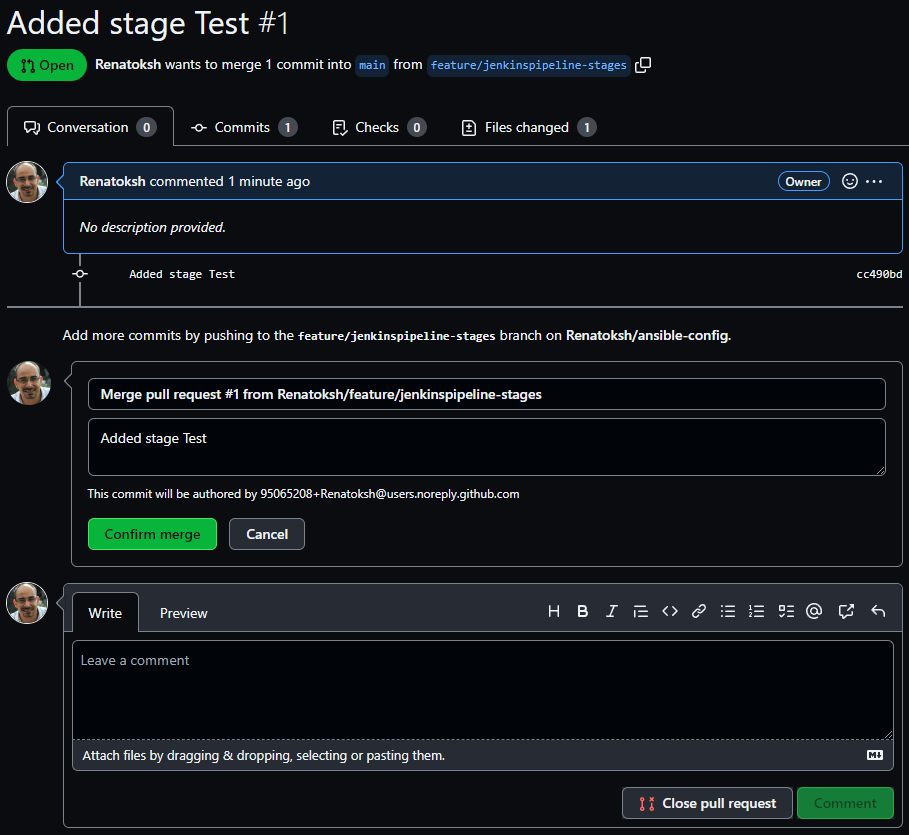 Added stage Test #1
Open Renatoksh wants to merge 1 commit into main from feature/jenkinspipeline-stages
Conversation 0 Commits 1 Checks 0 Files changed 1
Renatoksh commented 1 minute ago Owner
No description provided.
Added stage Test cc490bd
Add more commits by pushing to the feature/jenkinspipeline-stages branch on Renatoksh/ansible-config.
Merge pull request #1 from Renatoksh/feature/jenkinspipeline-stages
Added stage Test
This commit will be authored by 95065208+Renatoksh@users.noreply.github.com
Confirm merge Cancel
Write Preview
Leave a comment
Attach files by dragging & dropping, selecting or pasting them.
Close pull request Comment